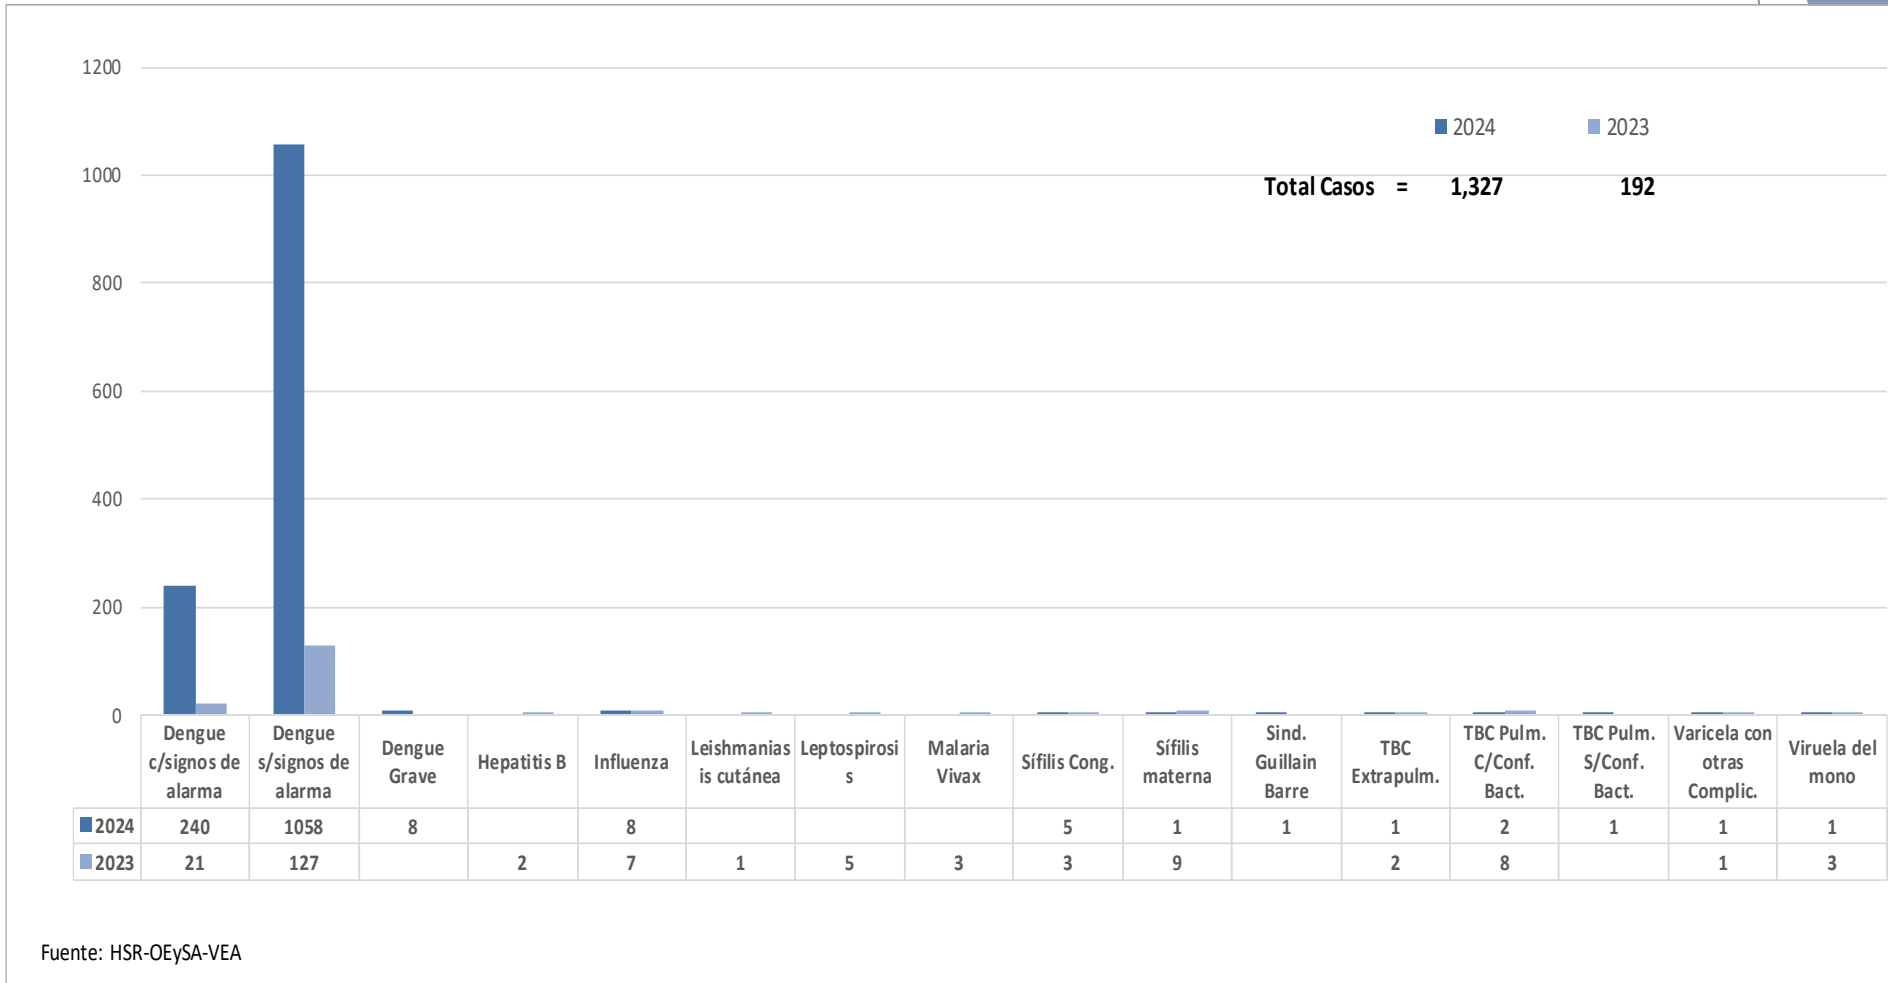 1200
1000
800
600
400
200
0
2024 2023
Total Casos = 1,327 192
Dengue c/signos de alarma
Dengue s/signos de alarma
Dengue Grave
Hepatitis B
Influenza
Leishmanias is cutánea
Leptospirosi s
Malaria Vivax
Sífilis Cong.
Sífilis materna
Sind. Guillain Barre
TBC Extrapulm.
TBC Pulm. C/Conf. Bact.
TBC Pulm. S/Conf. Bact.
Varicela con otras Complic.
Viruela del mono
2024 240 1058 8 8 5 1 1 1 2 1 1 1
2023 21 127 2 7 1 5 3 3 9 2 8 1 3
Fuente: HSR-OEySA-VEA